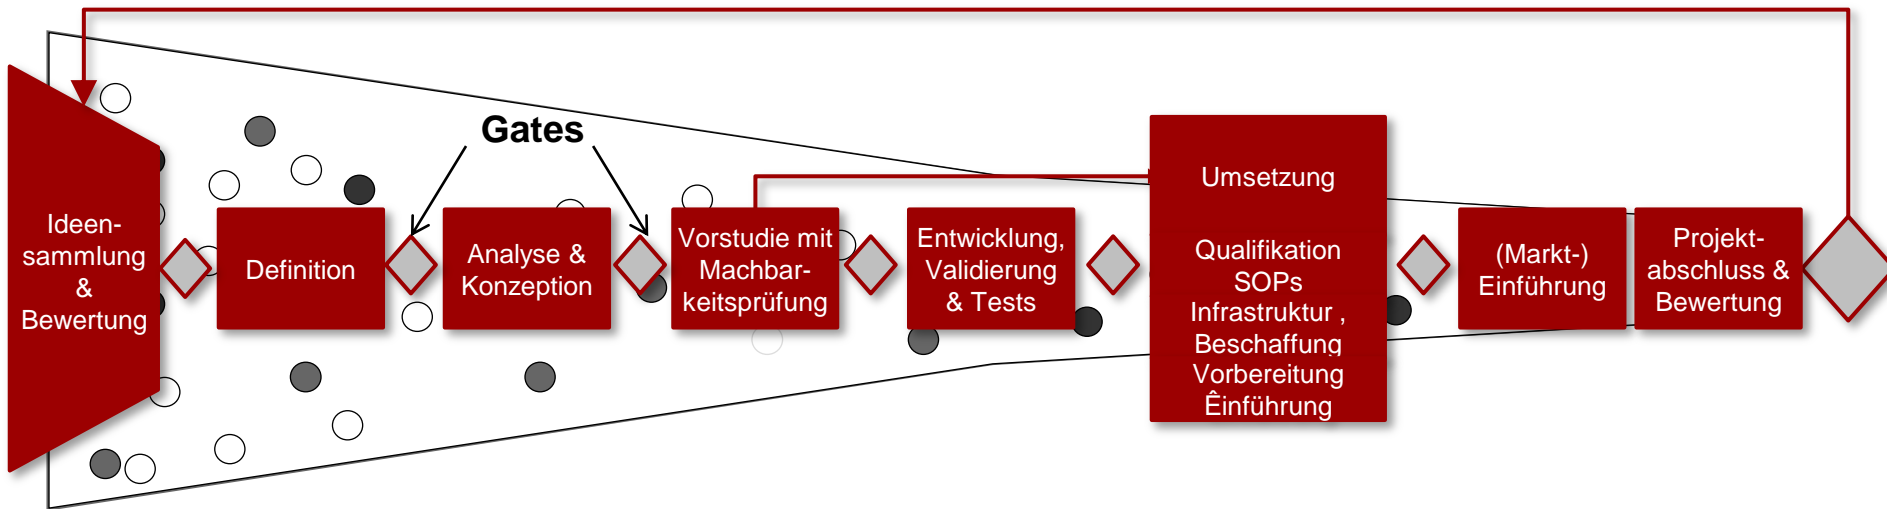 Gates
Ideen-
sammlung
&
Bewertung
Definition
Analyse &
Konzeption
Vorstudie mit
Machbar-
keitsprüfung
Entwicklung,
Validierung
& Tests
Umsetzung
Qualifikation
SOPs
Infrastruktur ,
Beschaffung
Vorbereitung
Êinführung
(Markt-)
Einführung
Projekt-
abschluss &
Bewertung